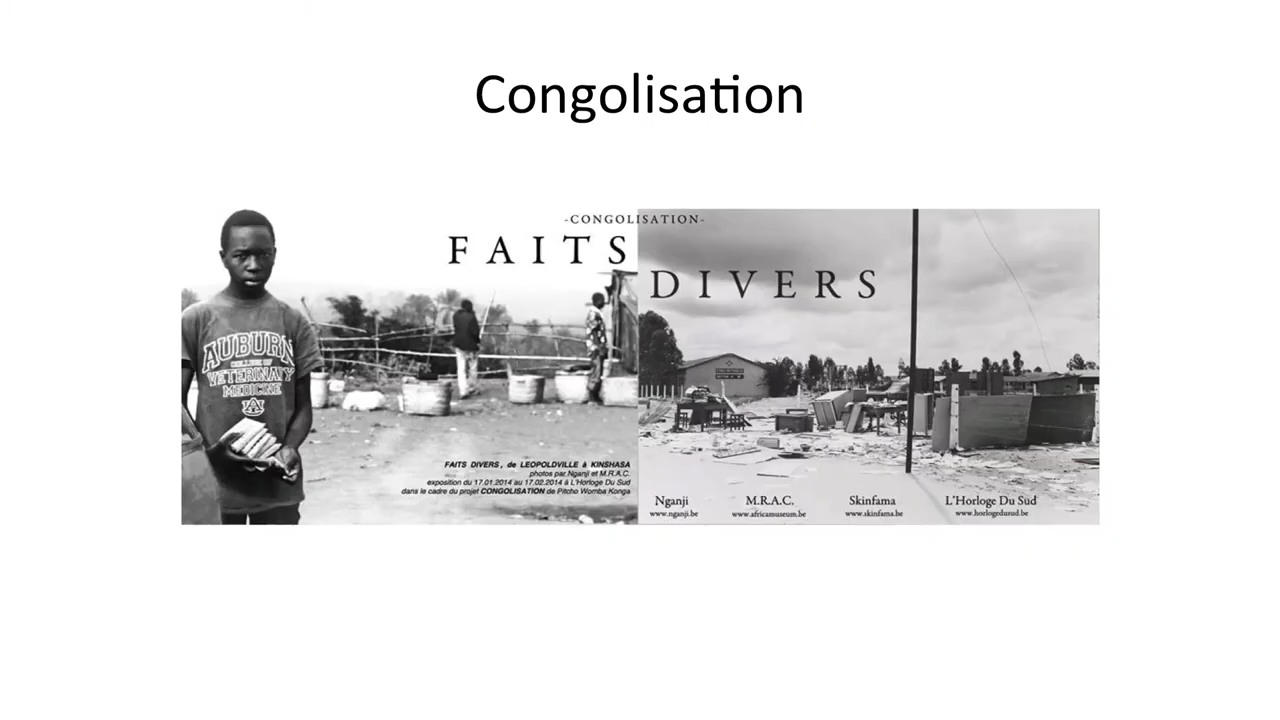 Congolisation
-CONGOLISATION-
FAITS
DIVERS
AUBURN
COLLEGE OF
VETERINARY
MEDICINE
AU
FAITS DIVERS, de LEOPOLDVILLE à KINSHASA
photos par Nganji et M.R.A.C.
exposition du 17.01.2014 au 17.02.2014 à L'Horloge Du Sud
dans le cadre du projet CONGOLISATION de Pitcho Womba Konga
Nganji
www.nganji.be
M.R.A.C.
www.africamuseum.be
Skinfama
www.skinfama.be
L'Horloge Du Sud
www.horlogedusud.be